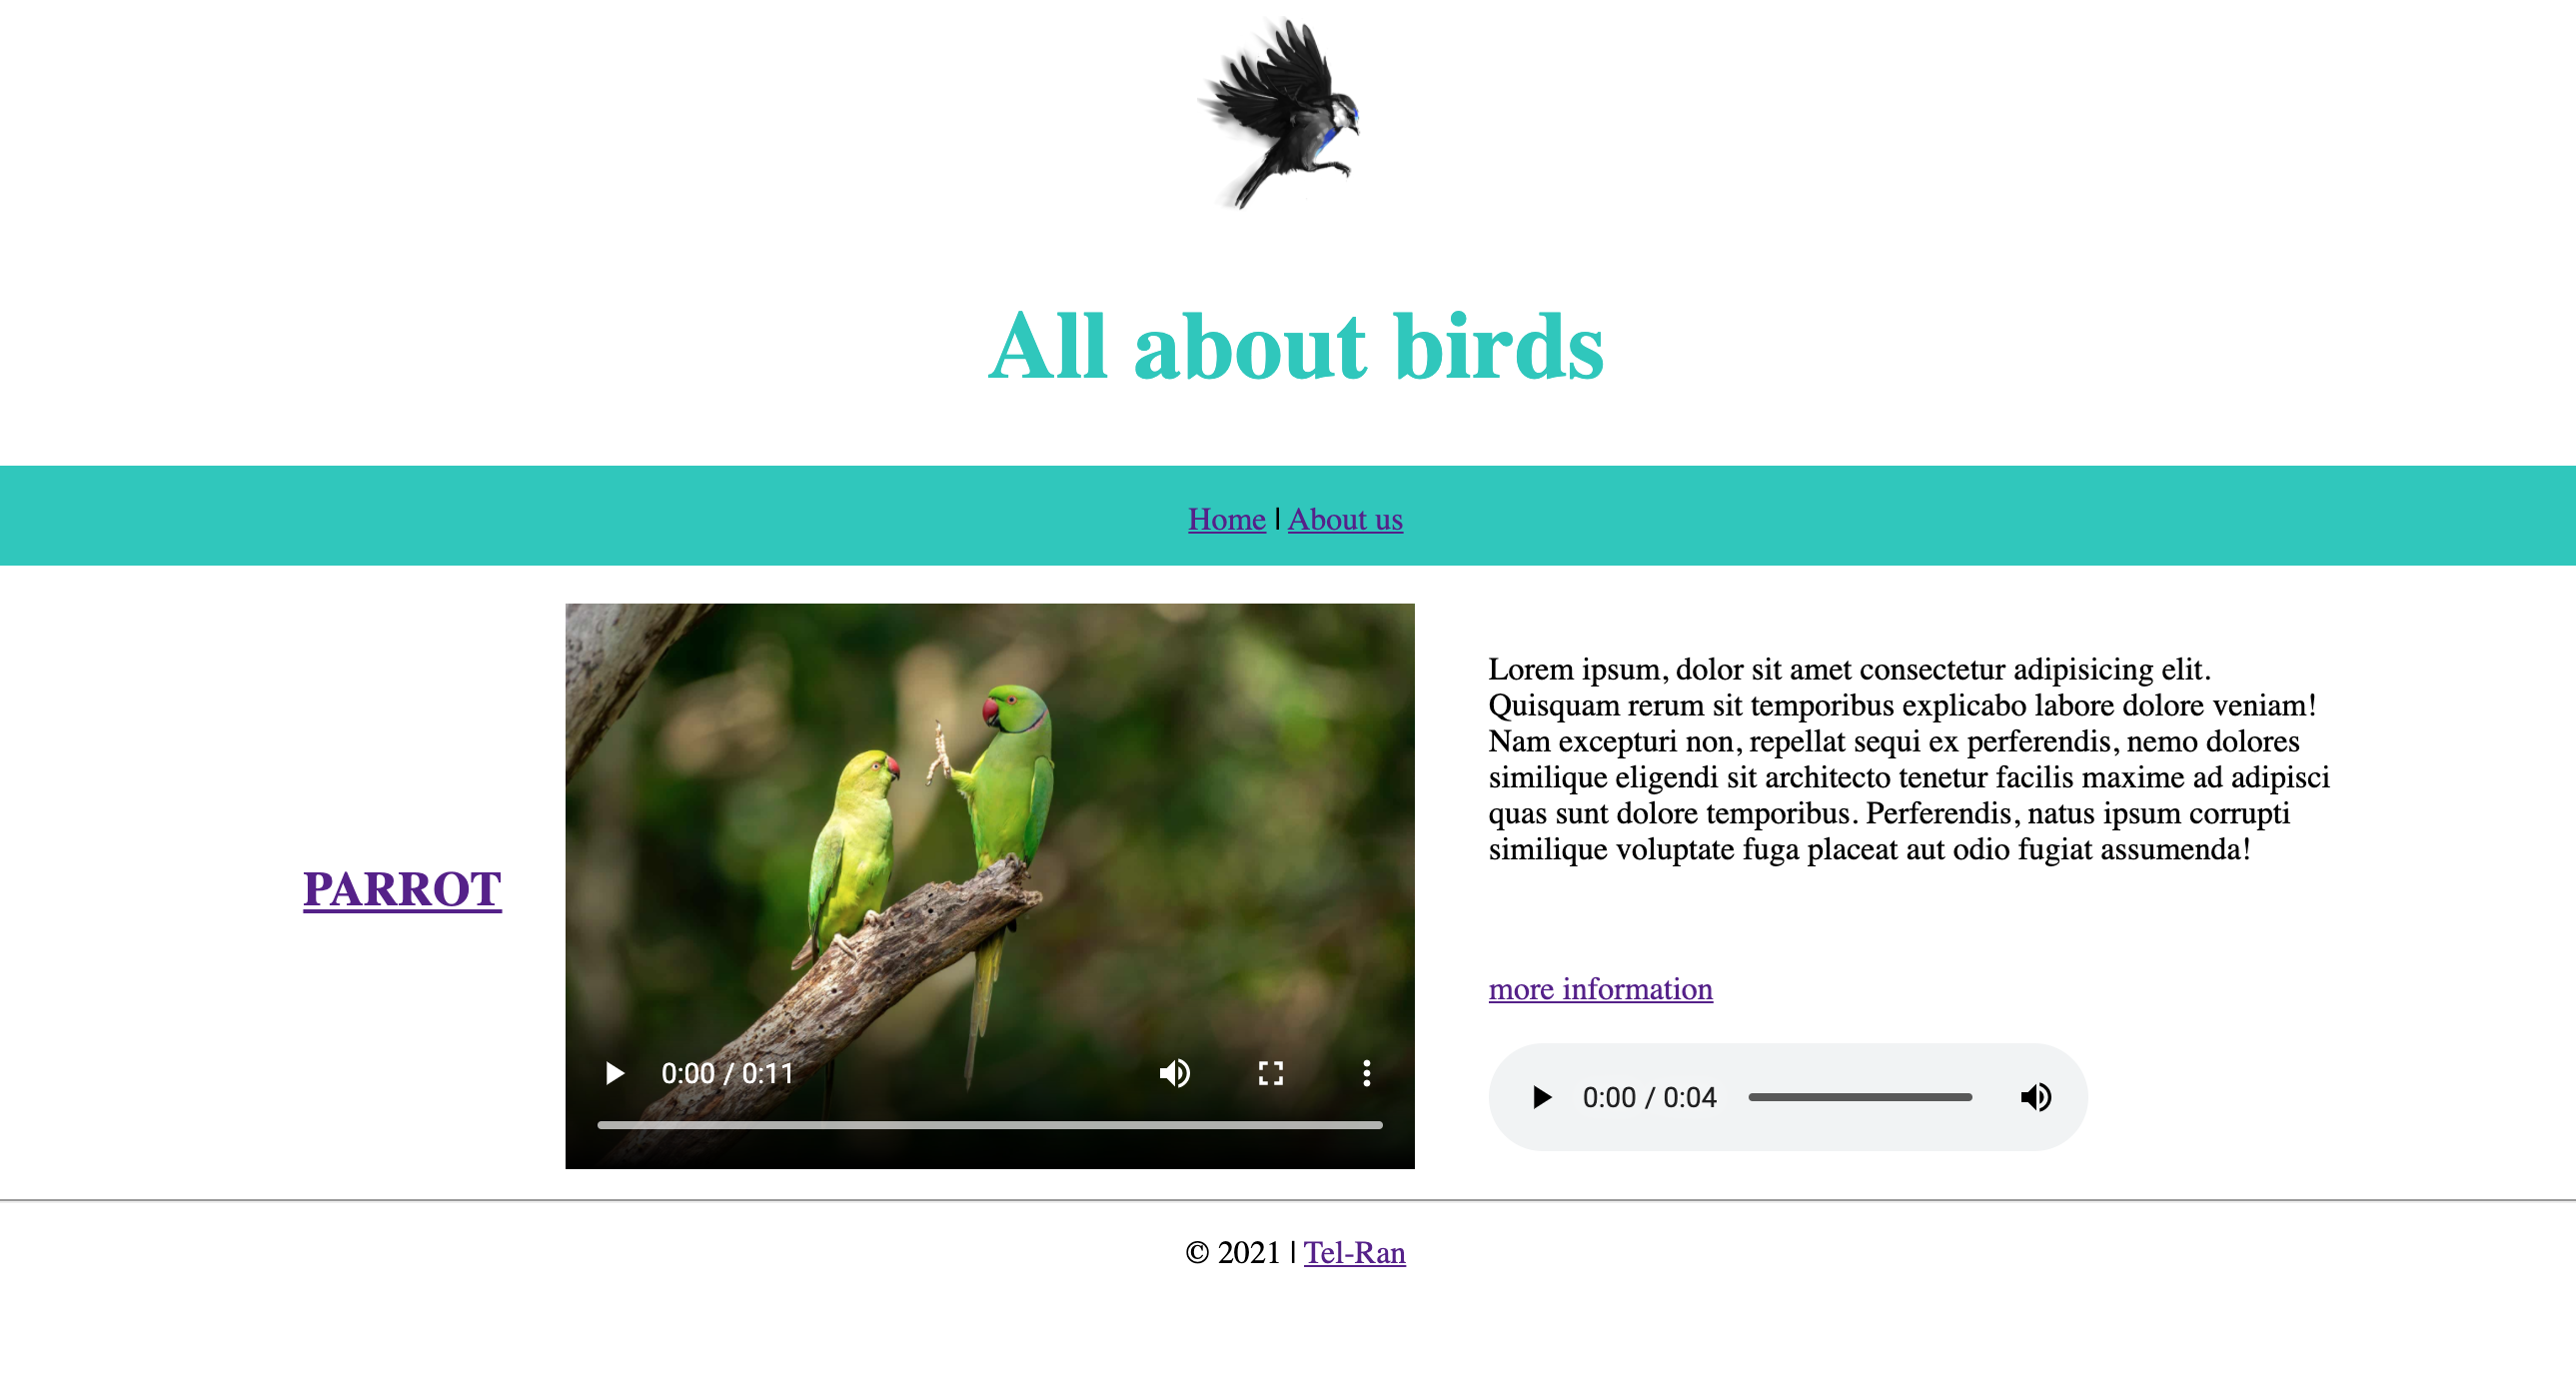 All about birds
Home | About us
PARROT
0:00 / 0:11
Lorem ipsum, dolor sit amet consectetur adipisicing elit.
Quisquam rerum sit temporibus explicabo labore dolore veniam!
Nam excepturi non, repellat sequi ex perferendis, nemo dolores
similique eligendi sit architecto tenetur facilis maxime ad adipisci
quas sunt dolore temporibus. Perferendis, natus ipsum corrupti
similique voluptate fuga placeat aut odio fugiat assumenda!
more information
0:00 / 0:04
© 2021 | Tel-Ran